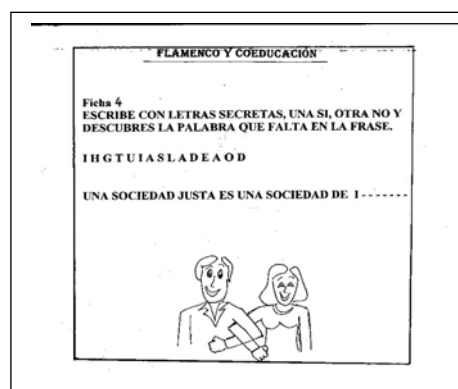 FLAMENCO Y COEDUCACIÓN
Ficha 4
ESCRIBE CON LETRAS SECRETAS, UNA SI, OTRA NO Y
DESCUBRES LA PALABRA QUE FALTA EN LA FRASE.
I H G T U I A S L A D E A O D
UNA SOCIEDAD JUSTA ES UNA SOCIEDAD DE I - - - - - - -